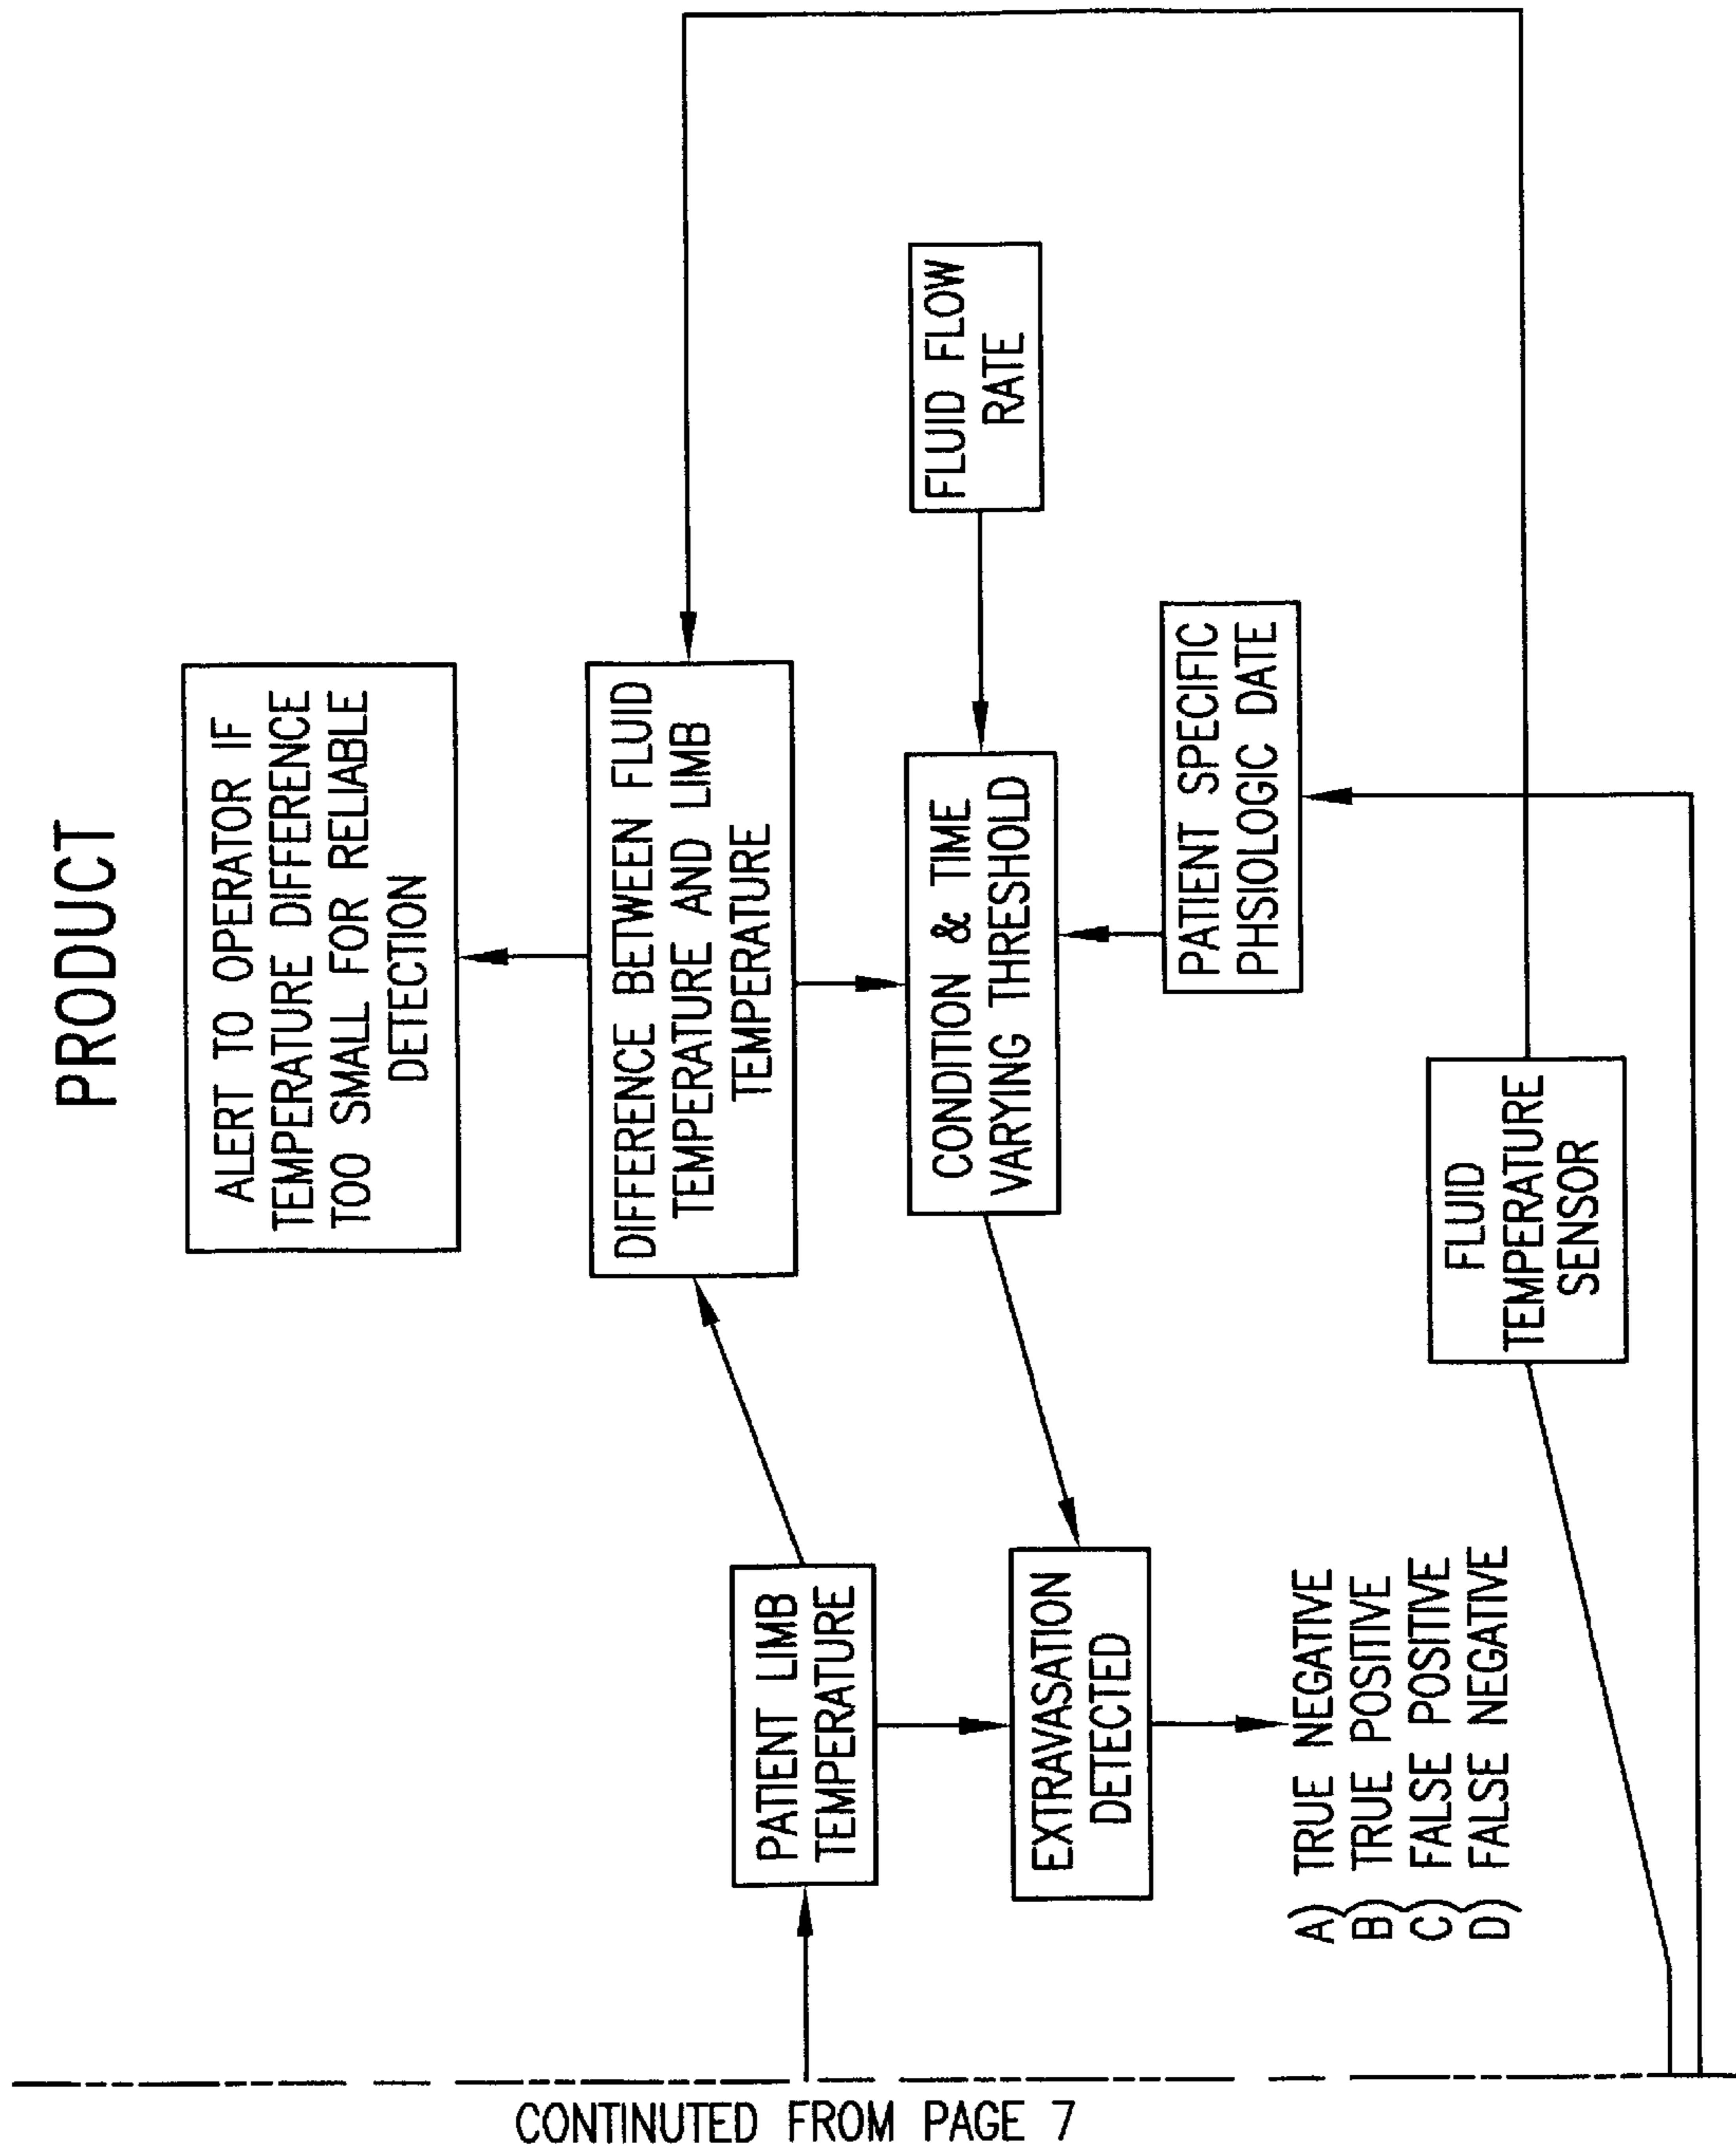 PRODUCT
ALERT TO OPERATOR IF
TEMPERATURE DIFFERENCE
TOO SMALL FOR RELIABLE
DETECTION
DIFFERENCE BETWEEN FLUID
TEMPERATURE AND LIMB
TEMPERATURE
PATIENT LIMB
TEMPERATURE
FLUID FLOW
RATE
CONDITION & TIME
VARYING THRESHOLD
EXTRAVASATION
DETECTED
PATIENT SPECIFIC
PHSIOLOGIC DATE
A) TRUE NEGATIVE
B) TRUE POSITIVE
C) FALSE POSITIVE
D) FALSE NEGATIVE
FLUID
TEMPERATURE
SENSOR
CONTINUTED FROM PAGE 7